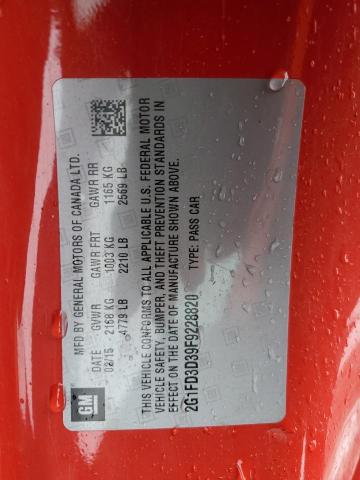 GM
MFD BY GENERAL MOTORS OF CANADA LTD.
DATE GVWR GAWR FRT GAWR RR
02/15 2168 KG 1003 KG 1165 KG
4779 LB 2210 LB 2569 LB
THIS VEHICLE CONFORMS TO ALL APPLICABLE U.S. FEDERAL MOTOR
VEHICLE SAFETY, BUMPER, AND THEFT PREVENTION STANDARDS IN
EFFECT ON THE DATE OF MANUFACTURE SHOWN ABOVE.
2G1FD3D39F9228820 TYPE: PASS CAR